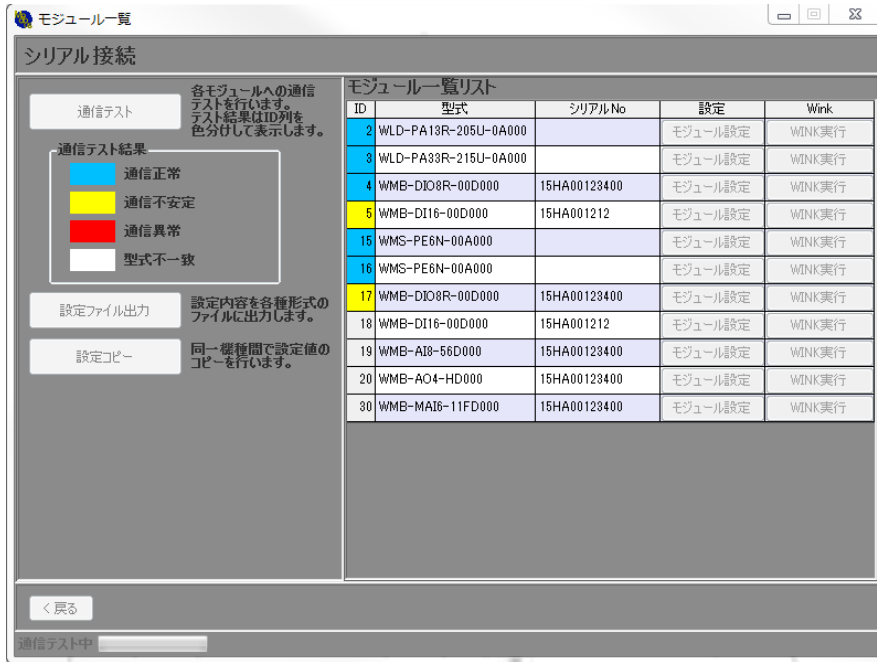 モジュール一覧
シリアル接続
通信テスト
各モジュールへの通信
テストを行います。
テスト結果はID列を
色分けして表示します。
通信テスト結果
通信正常
通信不安定
通信異常
型式不一致
設定ファイル出力
設定内容を各種形式の
ファイルに出力します。
設定コピー
同一機種間で設定値の
コピーを行います。
モジュール一覧リスト
ID 型式 シリアルNo 設定 Wink
2 WLD-PA13R-205U-0A000 モジュール設定 WINK実行
3 WLD-PA33R-215U-0A000 モジュール設定 WINK実行
4 WMB-DIO8R-00D000 15HA00123400 モジュール設定 WINK実行
5 WMB-DI16-00D000 15HA001212 モジュール設定 WINK実行
15 WMS-PE6N-00A000 モジュール設定 WINK実行
16 WMS-PE6N-00A000 モジュール設定 WINK実行
17 WMB-DIO8R-00D000 15HA00123400 モジュール設定 WINK実行
18 WMB-DI16-00D000 15HA001212 モジュール設定 WINK実行
19 WMB-AI8-56D000 15HA00123400 モジュール設定 WINK実行
20 WMB-AO4-HD000 15HA00123400 モジュール設定 WINK実行
30 WMB-MAI6-11FD000 15HA00123400 モジュール設定 WINK実行
<戻る
通信テスト中